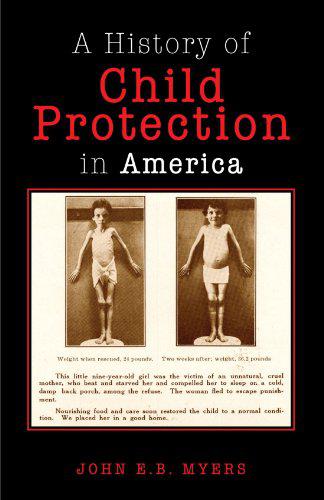 A History of
Child
Protection
in America
Weight when rescued, 24 pounds.
Two weeks after; weight, 36.2 pounds
This little nine-year-old girl was the victim of an unnatural, cruel
mother, who beat and starved her and compelled her to sleep on a cold,
damp back porch, among the refuse. The woman fled to escape punish-
ment.
Nourishing food and care soon restored the child to a normal condi-
tion. We placed her in a good home.
JOHN E.B. MYERS